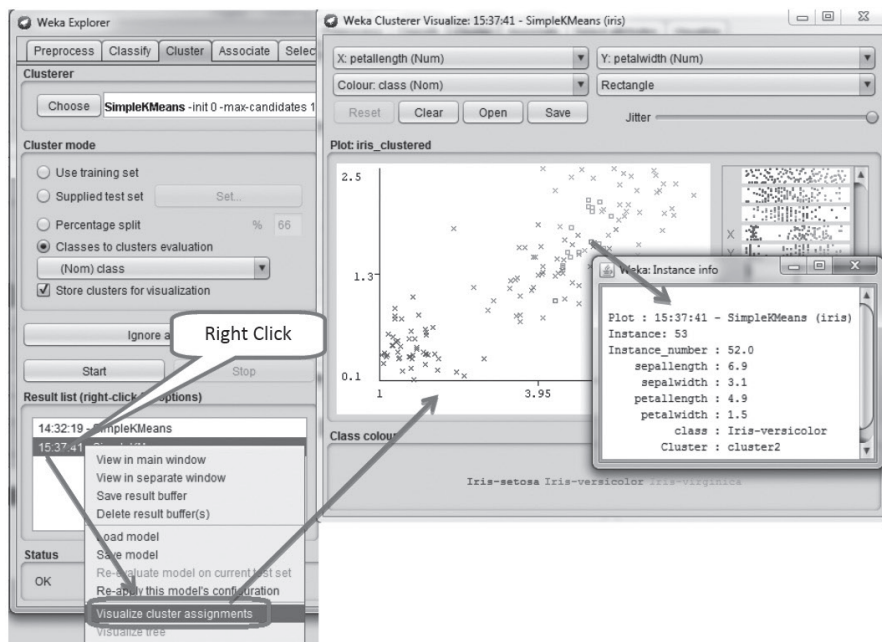 Weka Explorer
Preprocess Classify Cluster Associate Selec
Clusterer
Choose SimpleKMeans -init 0 -max-candidates 1
Cluster mode
Use training set
Supplied test set Set...
Percentage split % 66
Classes to clusters evaluation
(Nom) class
Store clusters for visualization
Ignore a
Right Click
Start Stop
Result list (right-click options)
14:32:19 - SimpleKMeans
15:37:41
View in main window
View in separate window
Save result buffer
Delete result buffer(s)
Load model
Save model
Re-evaluate model on current test set
Re-apply this model's configuration
Visualize cluster assignments
Visualize tree
Status
OK
Weka Clusterer Visualize: 15:37:41 - SimpleKMeans (iris)
X: petallength (Num) Y: petalwidth (Num)
Colour: class (Nom) Rectangle
Reset Clear Open Save Jitter
Plot: iris_clustered
2.5
1.3
0.1
1 3.95
X
Y
Class colour
Iris-setosa Iris-versicolor Iris-virginica
Weka: Instance info
Plot : 15:37:41 - SimpleKMeans (iris)
Instance: 53
Instance_number : 52.0
sepallength : 6.9
sepalwidth : 3.1
petallength : 4.9
petalwidth : 1.5
class : Iris-versicolor
Cluster : cluster2